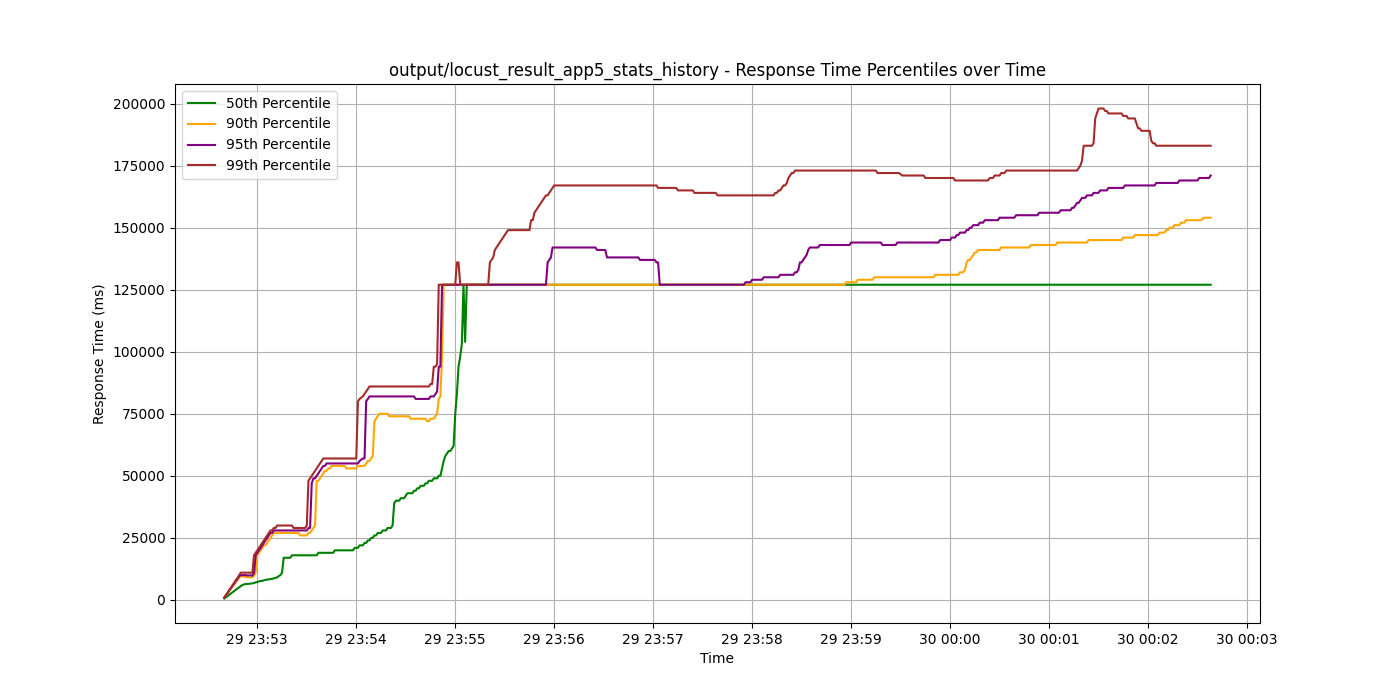 output/locust_result_app5_stats_history - Response Time Percentiles over Time
50th Percentile
90th Percentile
95th Percentile
99th Percentile
Response Time (ms)
200000
175000
150000
125000
100000
75000
50000
25000
0
29 23:53
29 23:54
29 23:55
29 23:56
29 23:57
29 23:58
29 23:59
30 00:00
30 00:01
30 00:02
30 00:03
Time